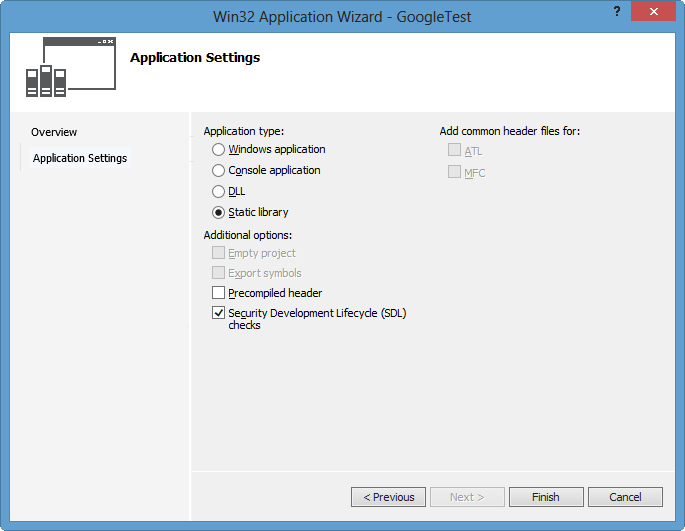 Win32 Application Wizard - GoogleTest
?
Application Settings
Overview
Application Settings
Application type:
Windows application
Console application
DLL
Static library
Additional options:
Empty project
Export symbols
Precompiled header
Security Development Lifecycle (SDL)
checks
Add common header files for:
ATL
MFC
< Previous
Next >
Finish
Cancel